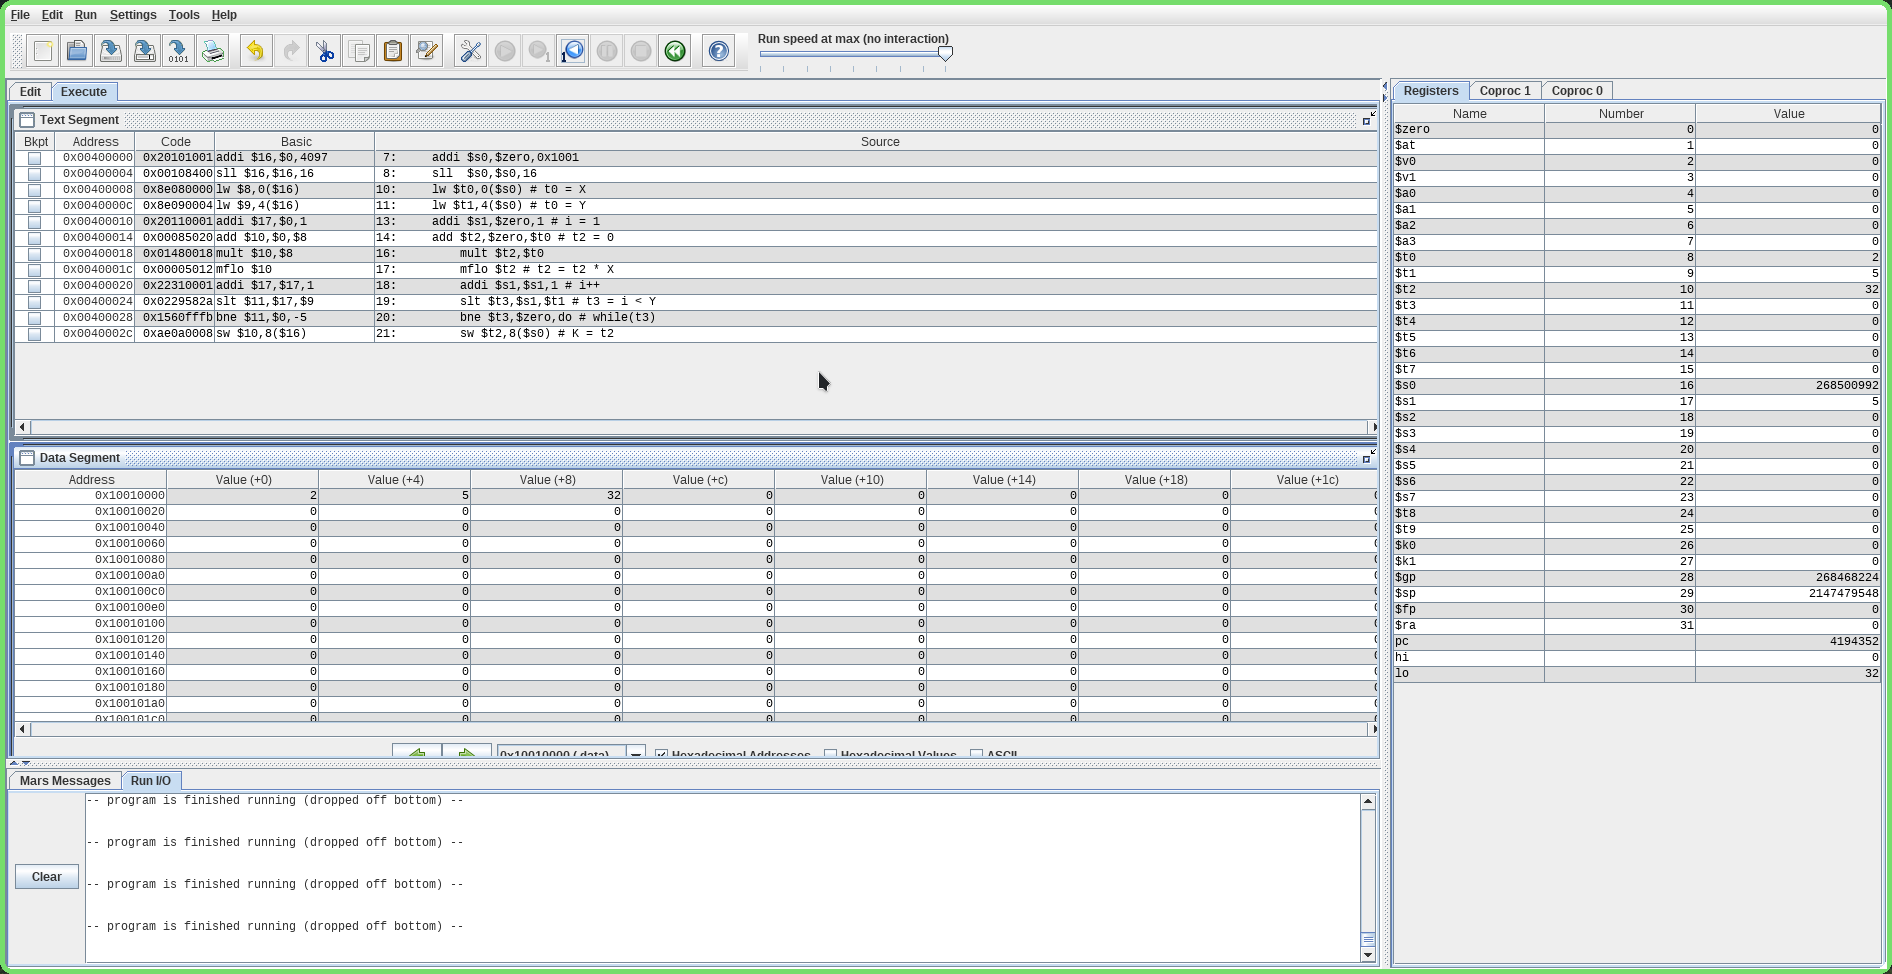 File Edit Run Settings Tools Help
0101
1
1
Run speed at max (no interaction)
Edit Execute
Text Segment
Bkpt Address Code Basic Source
0x00400000 0x20101001 addi $16,$0,4097 7: addi $s0,$zero,0x1001
0x00400004 0x00108400 sll $16,$16,16 8: sll $s0,$s0,16
0x00400008 0x8e080000 lw $8,0($16) 10: lw $t0,0($s0) # t0 = X
0x0040000c 0x8e090004 lw $9,4($16) 11: lw $t1,4($s0) # t0 = Y
0x00400010 0x20110001 addi $17,$0,1 13: addi $s1,$zero,1 # i = 1
0x00400014 0x00085020 add $10,$0,$8 14: add $t2,$zero,$t0 # t2 = 0
0x00400018 0x01480018 mult $10,$8 16: mult $t2,$t0
0x0040001c 0x00005012 mflo $10 17: mflo $t2 # t2 = t2 * X
0x00400020 0x22310001 addi $17,$17,1 18: addi $s1,$s1,1 # i++
0x00400024 0x0229582a slt $11,$17,$9 19: slt $t3,$s1,$t1 # t3 = i < Y
0x00400028 0x1560fffb bne $11,$0,-5 20: bne $t3,$zero,do # while(t3)
0x0040002c 0xae0a0008 sw $10,8($16) 21: sw $t2,8($s0) # K = t2
Data Segment
Address Value (+0) Value (+4) Value (+8) Value (+c) Value (+10) Value (+14) Value (+18) Value (+1c)
0x10010000 2 5 32 0 0 0 0 0
0x10010020 0 0 0 0 0 0 0 0
0x10010040 0 0 0 0 0 0 0 0
0x10010060 0 0 0 0 0 0 0 0
0x10010080 0 0 0 0 0 0 0 0
0x100100a0 0 0 0 0 0 0 0 0
0x100100c0 0 0 0 0 0 0 0 0
0x100100e0 0 0 0 0 0 0 0 0
0x10010100 0 0 0 0 0 0 0 0
0x10010120 0 0 0 0 0 0 0 0
0x10010140 0 0 0 0 0 0 0 0
0x10010160 0 0 0 0 0 0 0 0
0x10010180 0 0 0 0 0 0 0 0
0x100101a0 0 0 0 0 0 0 0 0
0x100101c0 0 0 0 0 0 0 0 0
0x10010000 (.data) Hexadecimal Addresses Hexadecimal Values ASCII
Mars Messages Run I/O
Clear
-- program is finished running (dropped off bottom) --
-- program is finished running (dropped off bottom) --
-- program is finished running (dropped off bottom) --
-- program is finished running (dropped off bottom) --
Registers Coproc 1 Coproc 0
Name Number Value
$zero 0 0
$at 1 0
$v0 2 0
$v1 3 0
$a0 4 0
$a1 5 0
$a2 6 0
$a3 7 0
$t0 8 2
$t1 9 5
$t2 10 32
$t3 11 0
$t4 12 0
$t5 13 0
$t6 14 0
$t7 15 0
$s0 16 268500992
$s1 17 5
$s2 18 0
$s3 19 0
$s4 20 0
$s5 21 0
$s6 22 0
$s7 23 0
$t8 24 0
$t9 25 0
$k0 26 0
$k1 27 0
$gp 28 268468224
$sp 29 2147479548
$fp 30 0
$ra 31 0
pc 4194352
hi 0
lo 32